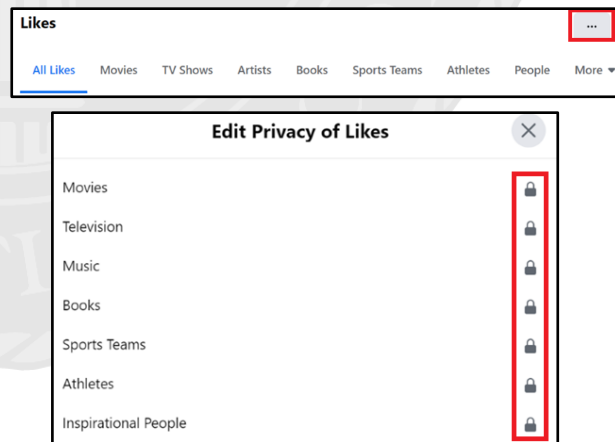 Likes
...
All Likes Movies TV Shows Artists Books Sports Teams Athletes People More
Edit Privacy of Likes
Movies
Television
Music
Books
Sports Teams
Athletes
Inspirational People